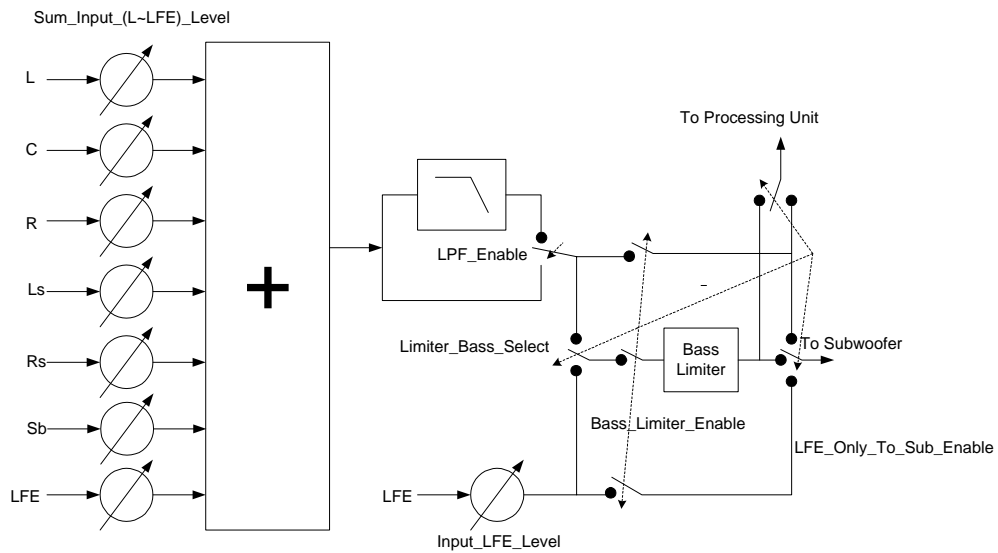 Sum_Input_(L~LFE)_Level
L
C
R
Ls
Rs
Sb
LFE
+
LPF_Enable
To Processing Unit
Limiter_Bass_Select
Bass
Limiter
To Subwoofer
Bass_Limiter_Enable
LFE_Only_To_Sub_Enable
LFE
Input_LFE_Level